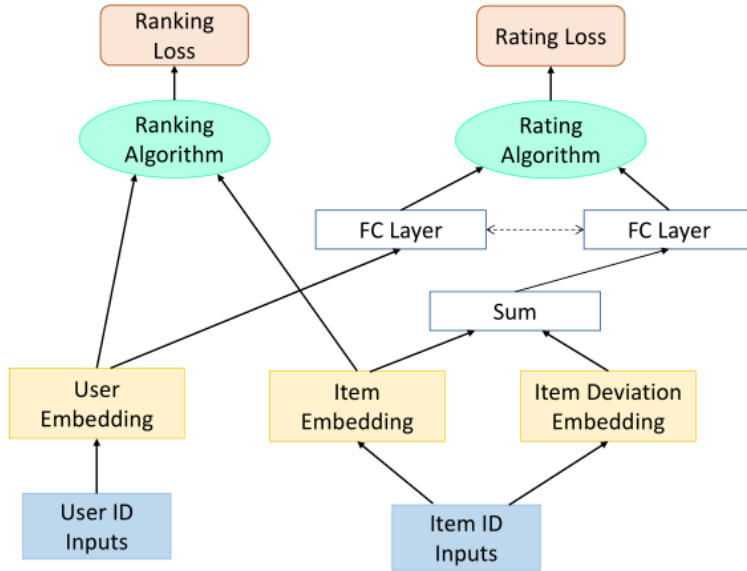 Ranking
Loss
Rating Loss
Ranking
Algorithm
Rating
Algorithm
FC Layer
FC Layer
Sum
User
Embedding
Item
Embedding
Item Deviation
Embedding
User ID
Inputs
Item ID
Inputs